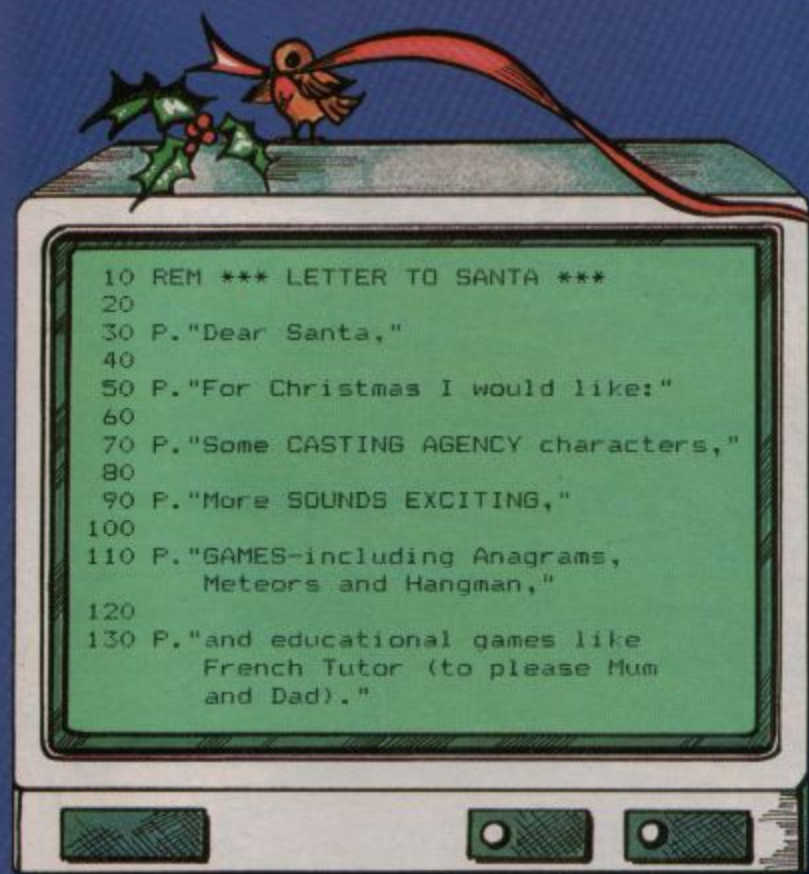 10 REM *** LETTER TO SANTA ***
20
30 P."Dear Santa,"
40
50 P."For Christmas I would like:"
60
70 P."Some CASTING AGENCY characters,"
80
90 P."More SOUNDS EXCITING,"
100
110 P."GAMES-including Anagrams,
Meteors and Hangman,"
120
130 P."and educational games like
French Tutor (to please Mum
and Dad)."